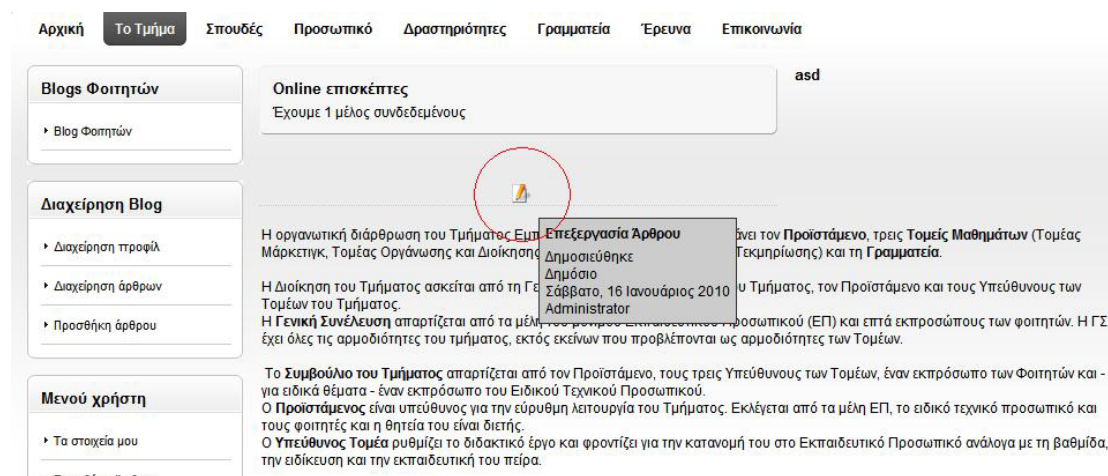 Αρχική Το Τμήμα Σπουδές Προσωπικό Δραστηριότητες Γραμματεία Έρευνα Επικοινωνία
Blogs Φοιτητών
Blog Φοιτητών
Διαχείρηση Blog
Διαχείρηση προφίλ
Διαχείρηση άρθρων
Προσθήκη άρθρου
Μενού χρήστη
Τα στοιχεία μου
Online επισκέπτες
Έχουμε 1 μέλος συνδεδεμένους
asd
Επεξεργασία Άρθρου
Δημοσιεύθηκε
Δημόσιο
Σάββατο, 16 Ιανουάριος 2010
Administrator
Η οργανωτική διάρθρωση του Τμήματος Εμπ άνει τον Προϊστάμενο, τρεις Τομείς Μαθημάτων (Τομέας
Μάρκετιγκ, Τομέας Οργάνωσης και Διοίκησης Τεκμηρίωσης) και τη Γραμματεία.
Η Διοίκηση του Τμήματος ασκείται από τη Γε υ Τμήματος, τον Προϊστάμενο και τους Υπεύθυνους των
Τομέων του Τμήματος.
Η Γενική Συνέλευση απαρτίζεται από τα μέλη του μόνιμου Εκπαιδευτικού Προσωπικού (ΕΠ) και επτά εκπροσώπους των φοιτητών. Η ΓΣ
έχει όλες τις αρμοδιότητες του τμήματος, εκτός εκείνων που προβλέπονται ως αρμοδιότητες των Τομέων.
Το Συμβούλιο του Τμήματος απαρτίζεται από τον Προϊστάμενο, τους τρεις Υπεύθυνους των Τομέων, έναν εκπρόσωπο των Φοιτητών και -
για ειδικά θέματα - έναν εκπρόσωπο του Ειδικού Τεχνικού Προσωπικού.
Ο Προϊστάμενος είναι υπεύθυνος για την εύρυθμη λειτουργία του Τμήματος. Εκλέγεται από τα μέλη ΕΠ, το ειδικό τεχνικό προσωπικό και
τους φοιτητές και η θητεία του είναι διετής.
Ο Υπεύθυνος Τομέα ρυθμίζει το διδακτικό έργο και φροντίζει για την κατανομή του στο Εκπαιδευτικό Προσωπικό ανάλογα με τη βαθμίδα,
την ειδίκευση και την εκπαιδευτική του πείρα.